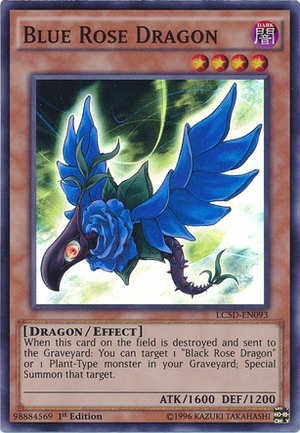 BLUE ROSE DRAGON
DARK
闇
LC5D-EN093
[DRAGON / EFFECT]
When this card on the field is destroyed and sent
to the Graveyard: You can target 1 "Black Rose Dragon"
or 1 Plant-Type monster in your Graveyard; Special
Summon that target.
ATK/1600 DEF/1200
98884569 1st Edition ©1996 KAZUKI TAKAHASHI